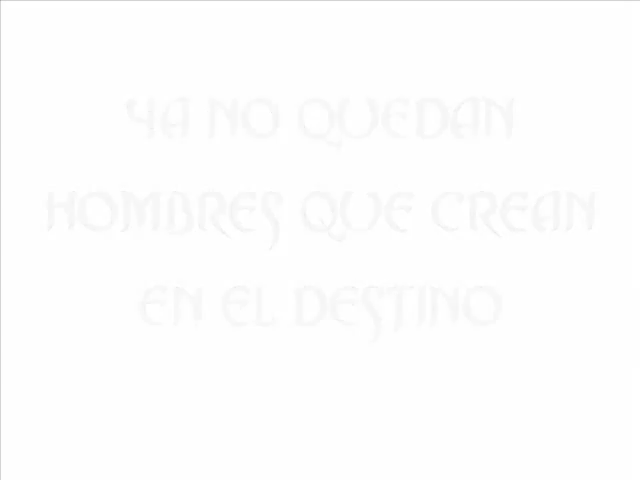 YA NO QUEDAN
HOMBRES QUE CREAN
EN EL DESTINO